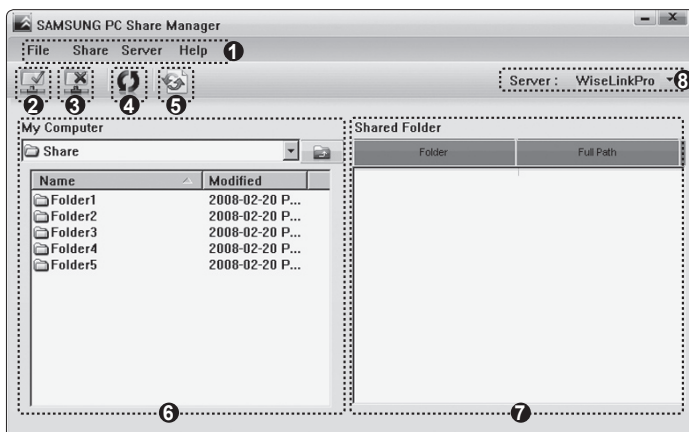 SAMSUNG PC Share Manager
File Share Server Help 1
2 3 4 5
Server : WiseLinkPro 8
My Computer
Share
Name Modified
Folder1 2008-02-20 P...
Folder2 2008-02-20 P...
Folder3 2008-02-20 P...
Folder4 2008-02-20 P...
Folder5 2008-02-20 P...
6
Shared Folder
Folder Full Path
7